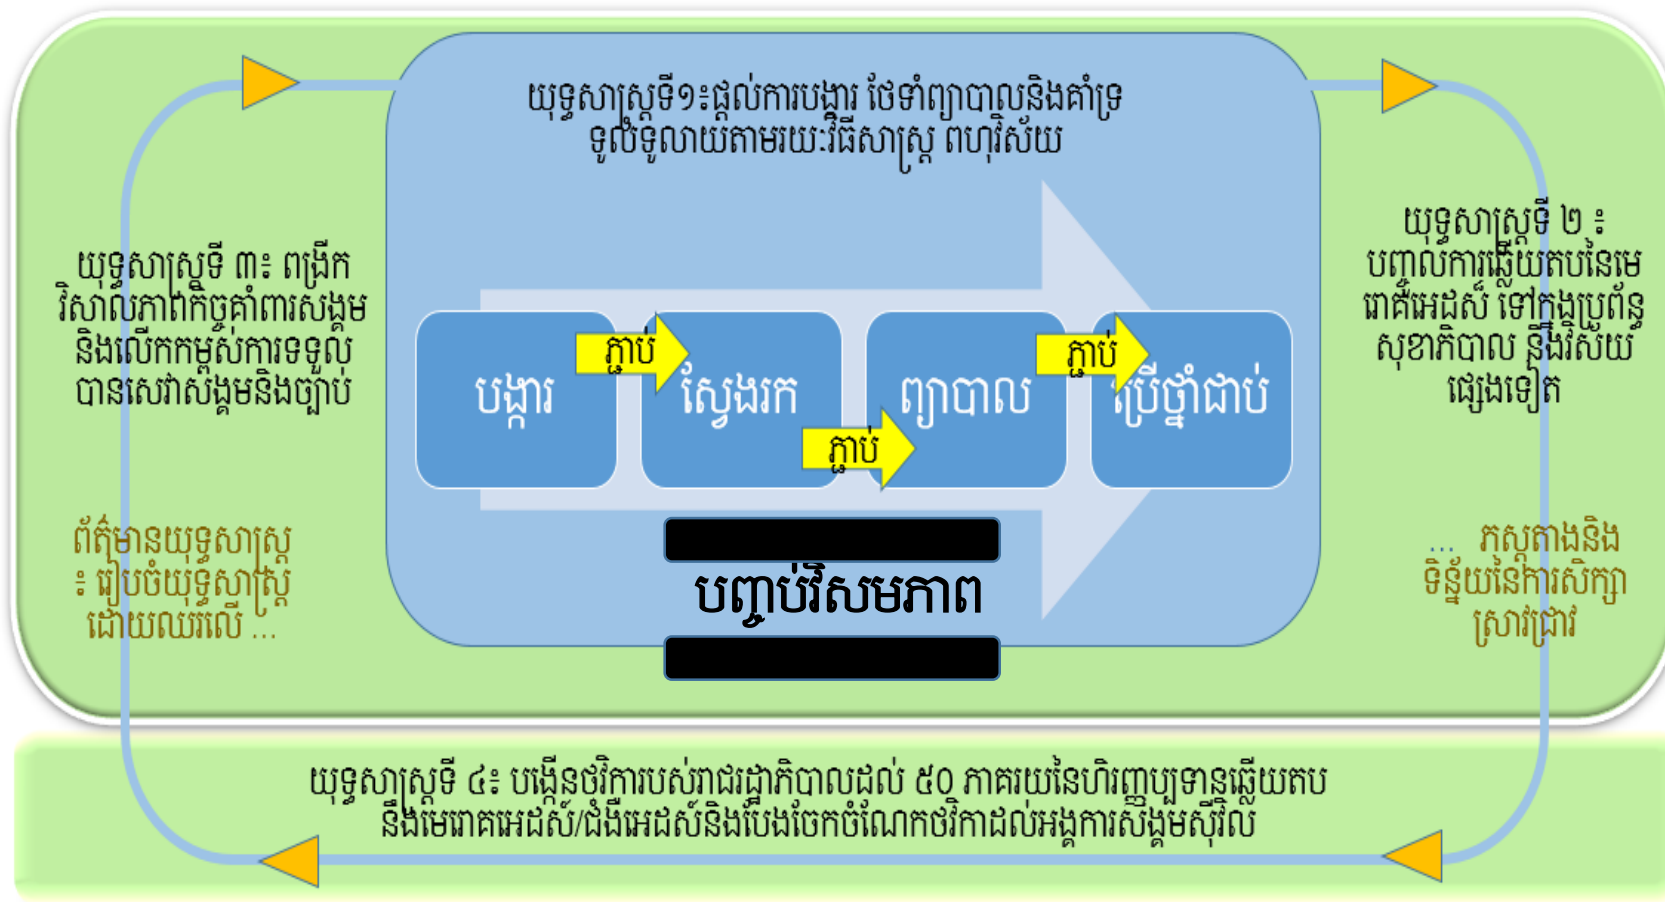 យុទ្ធសាស្ត្រទី១៖ផ្តល់ការបង្ការ ថែទាំព្យាបាលនិងគាំទ្រ
ទូលំទូលាយតាមរយៈវិធីសាស្ត្រ ពហុវិស័យ
យុទ្ធសាស្ត្រទី ៣៖ ពង្រីក
វិសាលភាពកិច្ចគាំពារសង្គម
និងលើកកម្ពស់ការទទួល
បានសេវាសង្គមនិងច្បាប់
យុទ្ធសាស្ត្រទី ២ ៖
បញ្ចូលការឆ្លើយតបនៃមេ
រោគអេដស៍ ទៅក្នុងប្រព័ន្ធ
សុខាភិបាល និងវិស័យ
ផ្សេងទៀត
បង្ការ
ភ្ជាប់
ស្វែងរក
ភ្ជាប់
ព្យាបាល
ភ្ជាប់
ប្រើថ្នាំជាប់
បញ្ចប់វិសមភាព
ព័ត៌មានយុទ្ធសាស្ត្រ
៖ រៀបចំយុទ្ធសាស្ត្រ
ដោយឈរលើ ...
... ភស្តុតាងនិង
ទិន្ន័យនៃការសិក្សា
ស្រាវជ្រាវ
យុទ្ធសាស្ត្រទី ៤៖ បង្កើនថវិការបស់រាជរដ្ឋាភិបាលដល់ ៥០ ភាគរយនៃហិរញ្ញប្បទានឆ្លើយតប
នឹងមេរោគអេដស៍/ជំងឺអេដស៍និងបែងចែកចំណែកថវិកាដល់អង្គការសង្គមស៊ីវិល